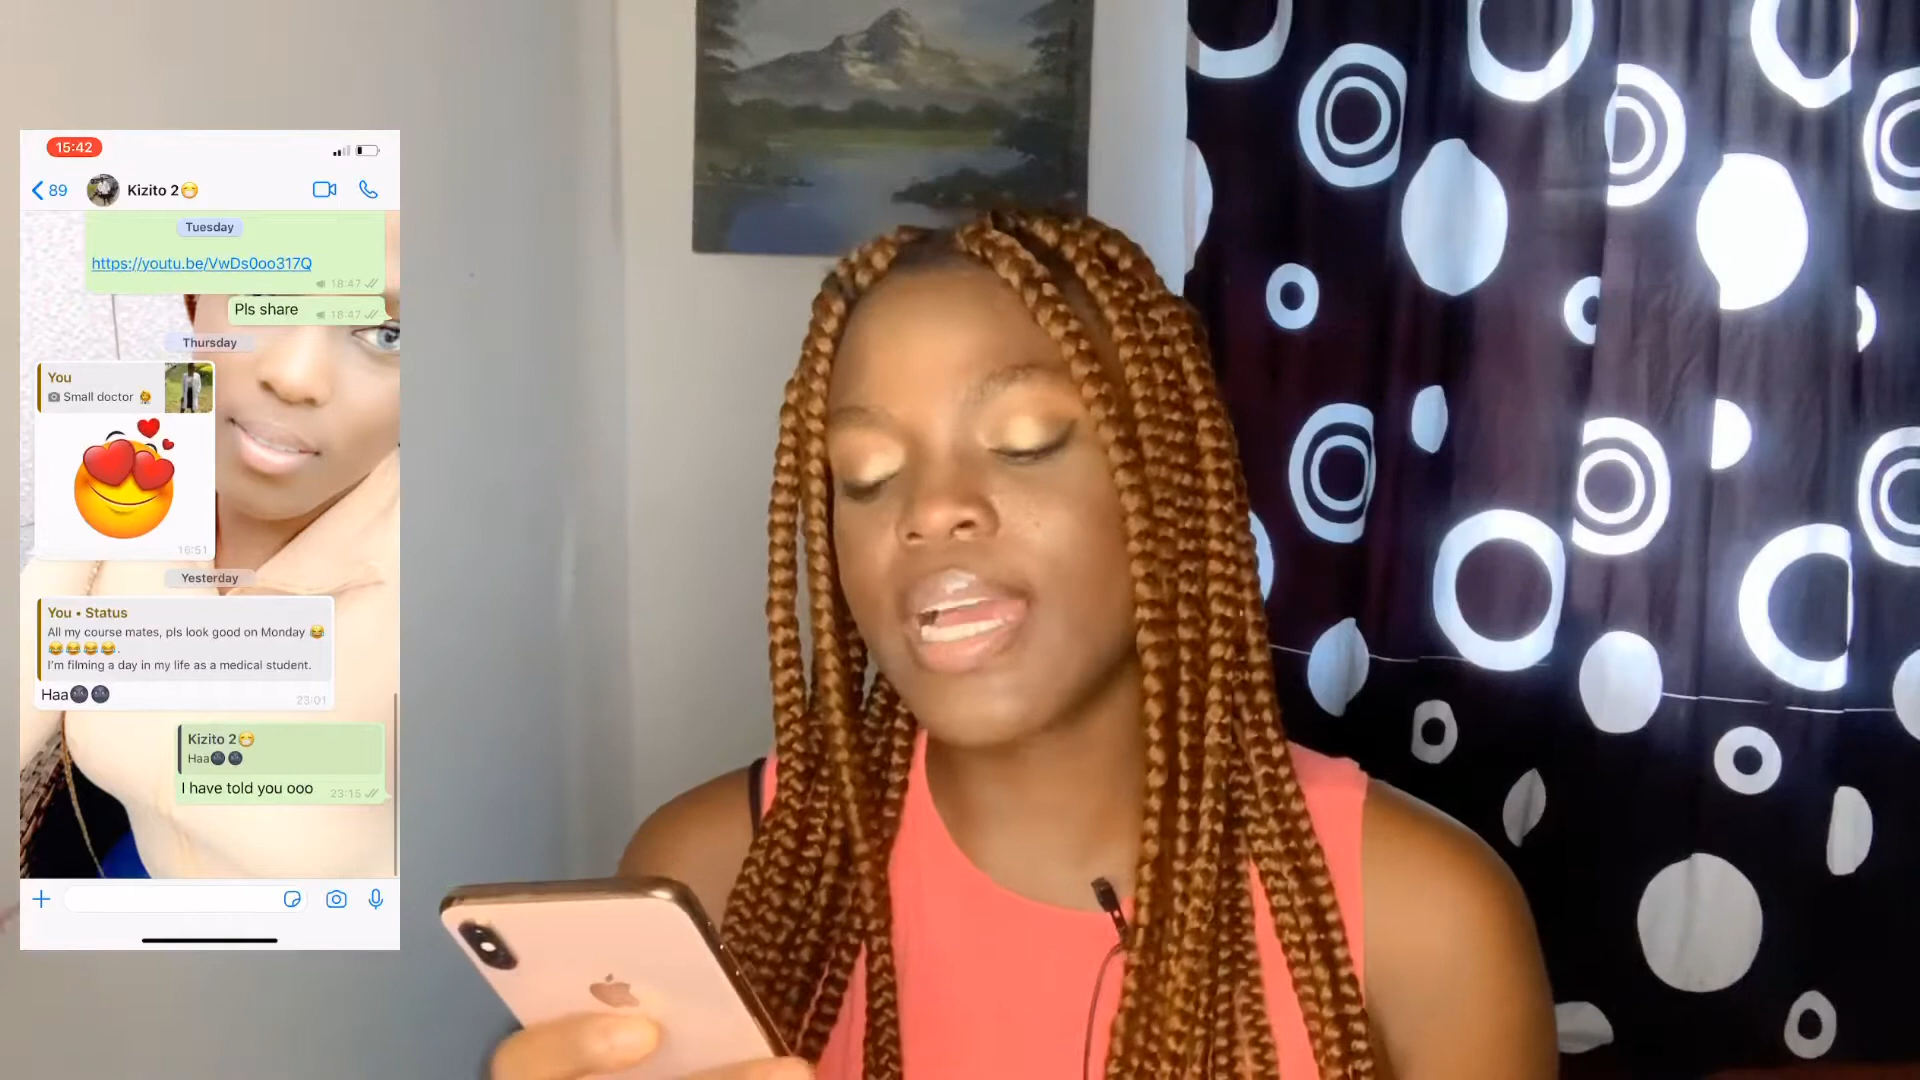 15:42
89
Kizito 2😁
Tuesday
https://youtu.be/VwDs0oo317Q
18:47
Pls share
18:47
Thursday
You
Small doctor 👩‍⚕️
16:51
Yesterday
You • Status
All my course mates, pls look good on Monday 😂
😂😂😂😂.
I'm filming a day in my life as a medical student.
Haa🌚🌚
23:01
Kizito 2😁
Haa🌚🌚
I have told you ooo
23:15